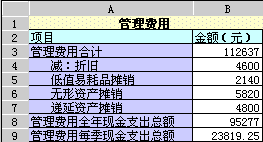 A B
1 管理费用
2 项目 金额（元）
3 管理费用合计 112637
4 减：折旧 4600
5 低值易耗品摊销 2140
6 无形资产摊销 5820
7 递延资产摊销 4800
8 管理费用全年现金支出总额 95277
9 管理费用每季现金支出总额 23819.25